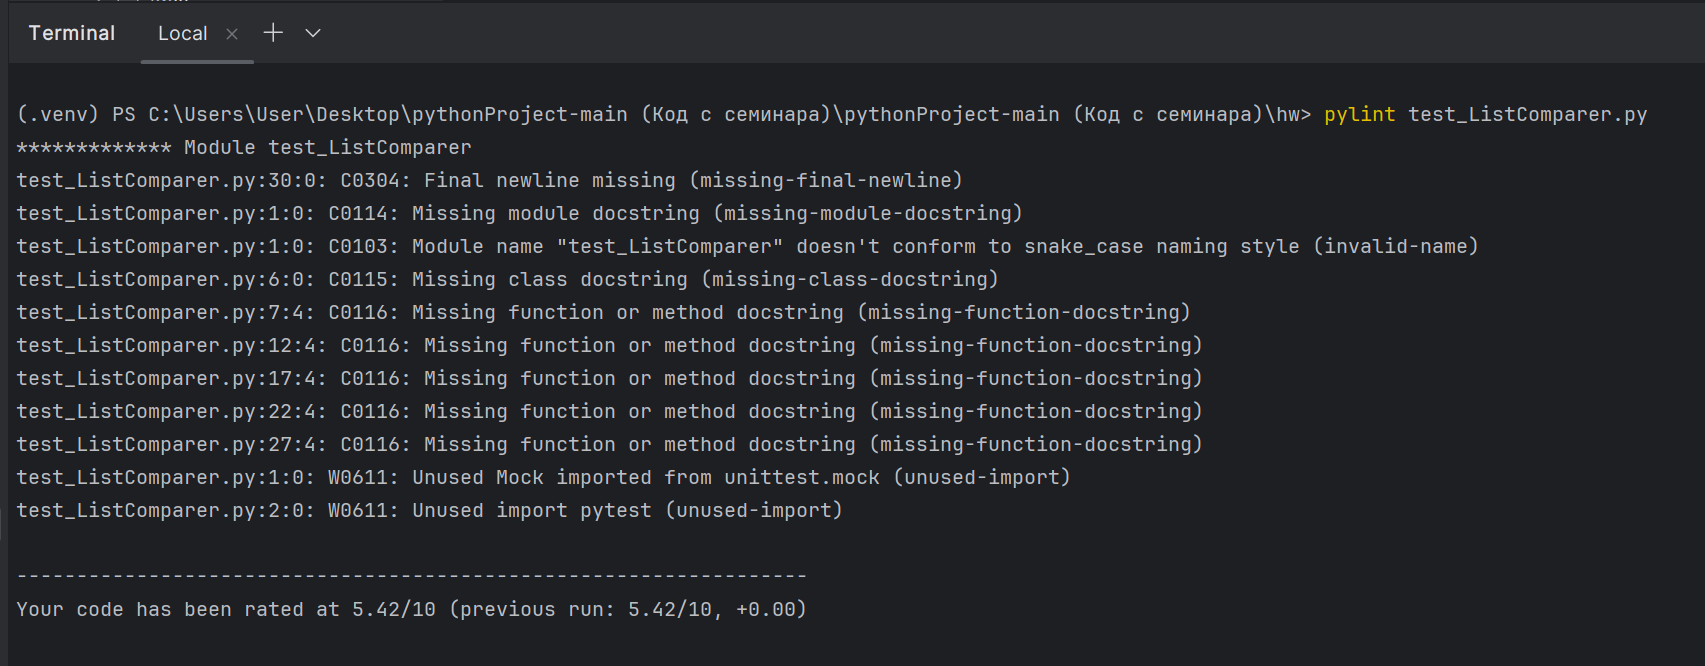 Terminal Local
(.venv) PS C:\Users\User\Desktop\pythonProject-main (Код с семинара)\pythonProject-main (Код с семинара)\hw> pylint test_ListComparer.py
************* Module test_ListComparer
test_ListComparer.py:30:0: C0304: Final newline missing (missing-final-newline)
test_ListComparer.py:1:0: C0114: Missing module docstring (missing-module-docstring)
test_ListComparer.py:1:0: C0103: Module name "test_ListComparer" doesn't conform to snake_case naming style (invalid-name)
test_ListComparer.py:6:0: C0115: Missing class docstring (missing-class-docstring)
test_ListComparer.py:7:4: C0116: Missing function or method docstring (missing-function-docstring)
test_ListComparer.py:12:4: C0116: Missing function or method docstring (missing-function-docstring)
test_ListComparer.py:17:4: C0116: Missing function or method docstring (missing-function-docstring)
test_ListComparer.py:22:4: C0116: Missing function or method docstring (missing-function-docstring)
test_ListComparer.py:27:4: C0116: Missing function or method docstring (missing-function-docstring)
test_ListComparer.py:1:0: W0611: Unused Mock imported from unittest.mock (unused-import)
test_ListComparer.py:2:0: W0611: Unused import pytest (unused-import)
------------------------------------------------------------------
Your code has been rated at 5.42/10 (previous run: 5.42/10, +0.00)